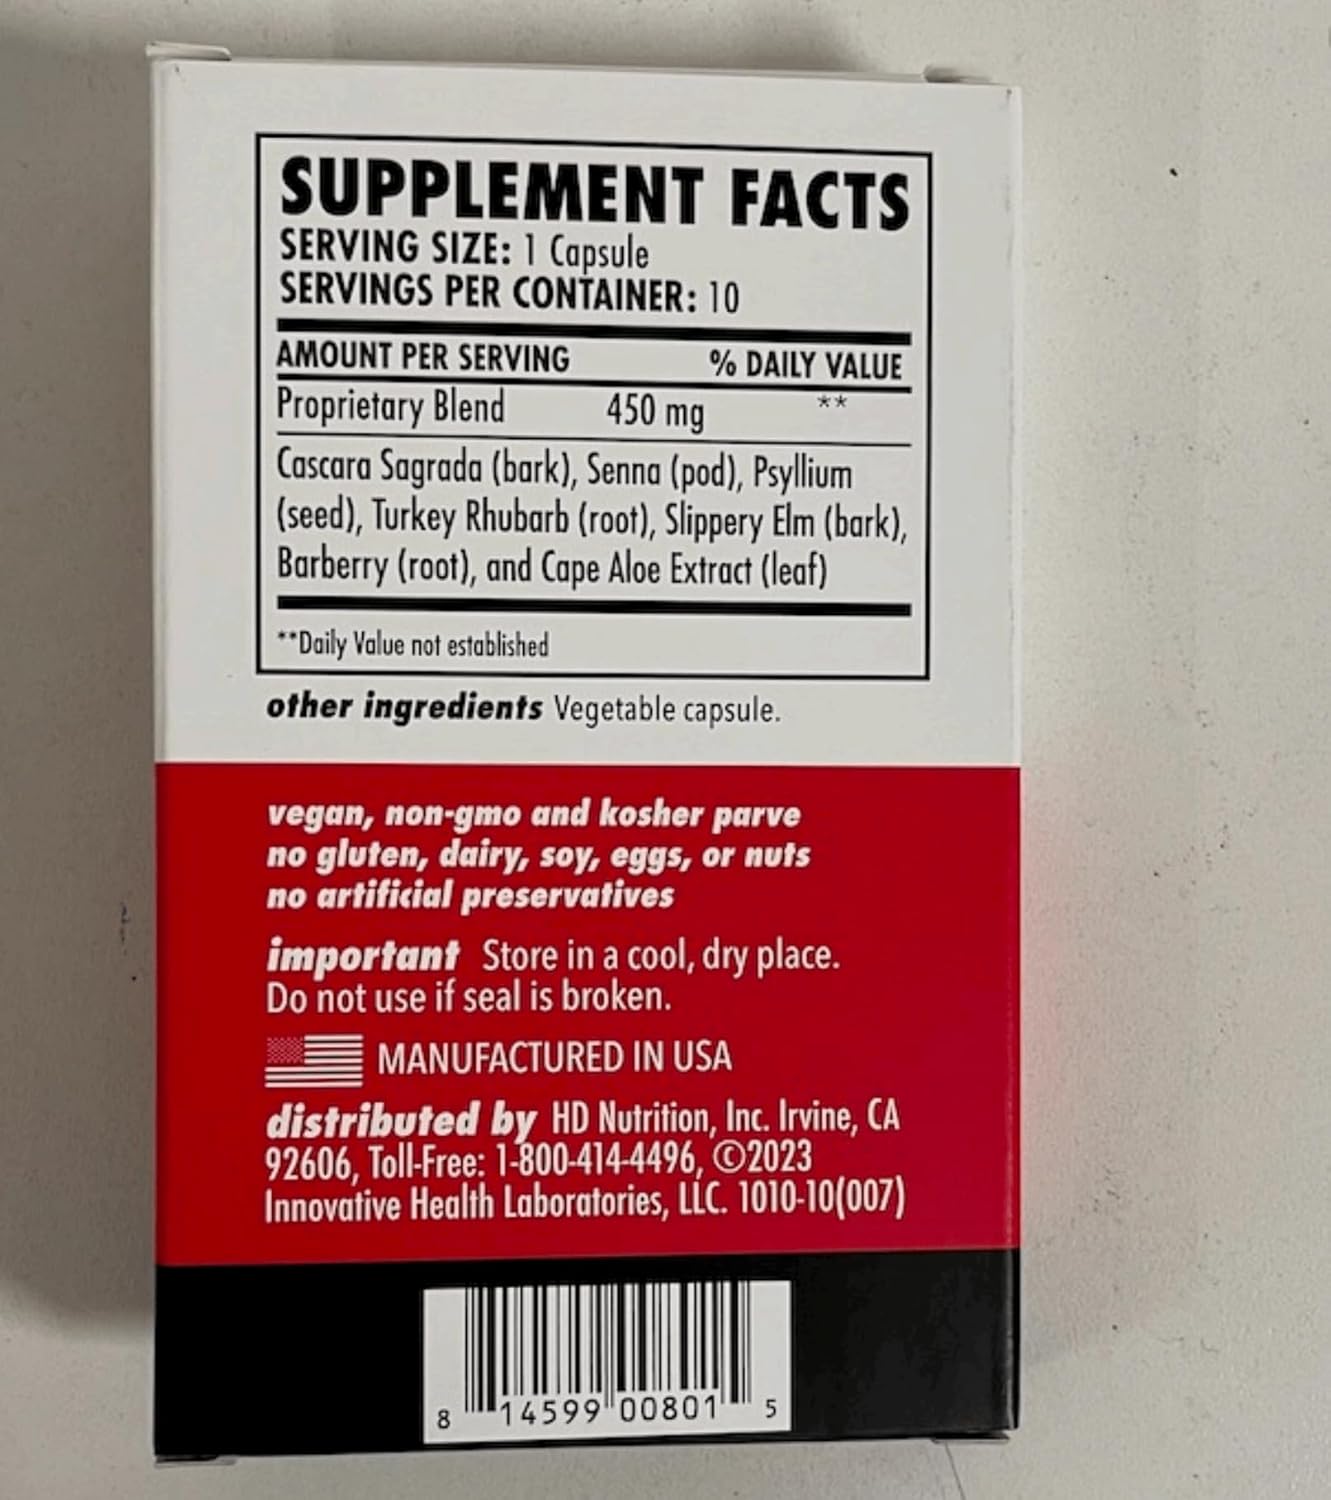 SUPPLEMENT FACTS
SERVING SIZE: 1 Capsule
SERVINGS PER CONTAINER: 10
AMOUNT PER SERVING % DAILY VALUE
Proprietary Blend 450 mg **
Cascara Sagrada (bark), Senna (pod), Psyllium
(seed), Turkey Rhubarb (root), Slippery Elm (bark),
Barberry (root), and Cape Aloe Extract (leaf)
**Daily Value not established
other ingredients Vegetable capsule.
vegan, non-gmo and kosher parve
no gluten, dairy, soy, eggs, or nuts
no artificial preservatives
important Store in a cool, dry place.
Do not use if seal is broken.
MANUFACTURED IN USA
distributed by HD Nutrition, Inc. Irvine, CA
92606, Toll-Free: 1-800-414-4496, ©2023
Innovative Health Laboratories, LLC. 1010-10(007)
8 14599 00801 5